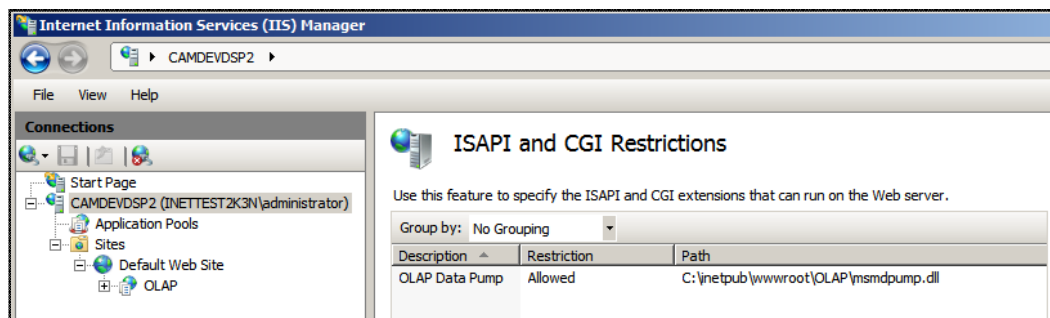 Internet Information Services (IIS) Manager
CAMDEVDSP2
File View Help
Connections
Start Page
CAMDEVDSP2 (INETTEST2K3N\administrator)
Application Pools
Sites
Default Web Site
OLAP
ISAPI and CGI Restrictions
Use this feature to specify the ISAPI and CGI extensions that can run on the Web server.
Group by: No Grouping
Description Restriction Path
OLAP Data Pump Allowed C:\inetpub\wwwroot\OLAP\msmdpump.dll